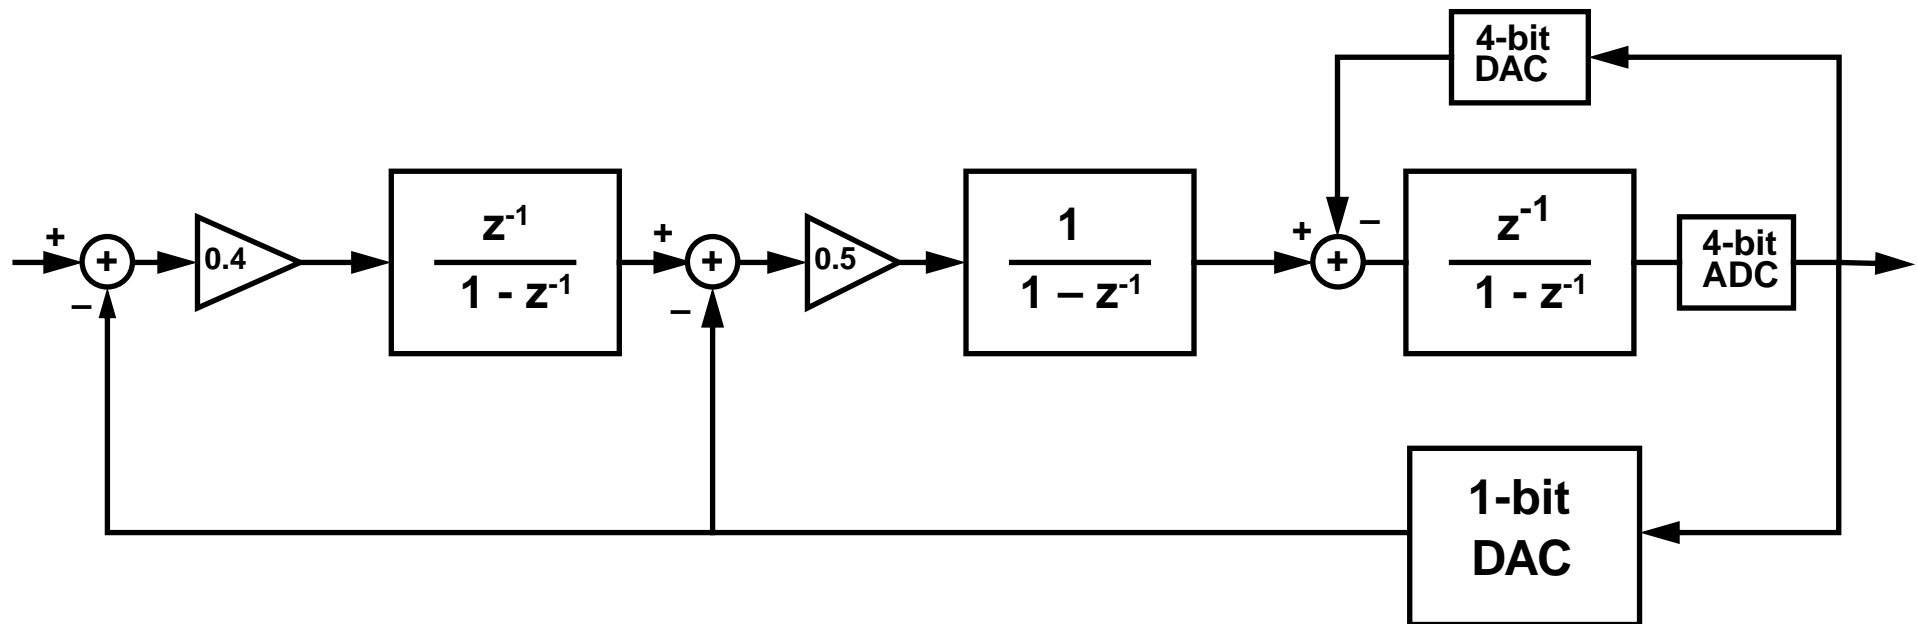 4-bit
DAC
+
–
+
0.4
z-1
1 - z-1
+
–
+
0.5
1
1 – z-1
+
–
+
z-1
1 - z-1
4-bit
ADC
1-bit
DAC